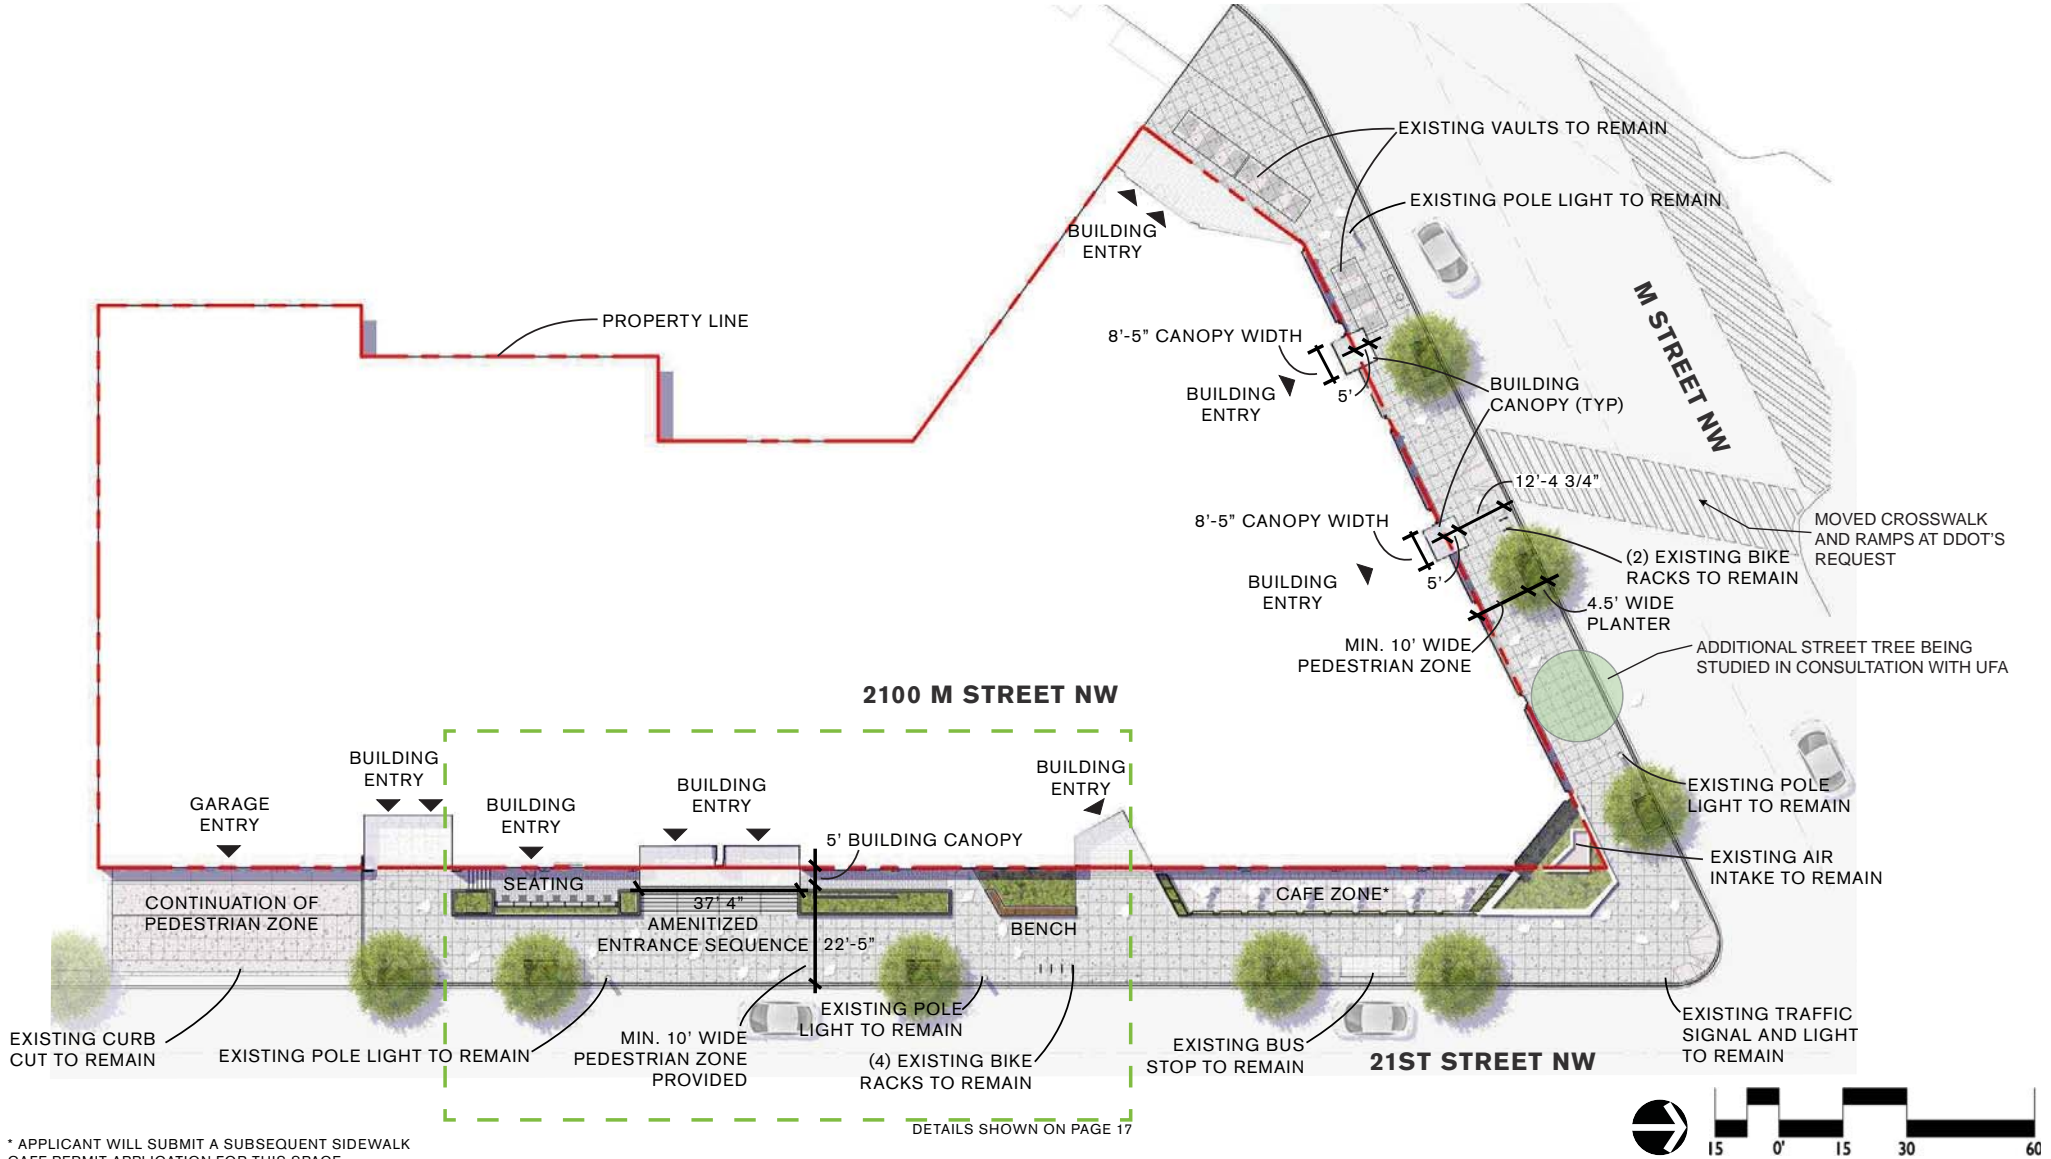 EXISTING VAULTS TO REMAIN
EXISTING POLE LIGHT TO REMAIN
BUILDING
ENTRY
M STREET NW
PROPERTY LINE
8'-5" CANOPY WIDTH
5'
BUILDING
ENTRY
BUILDING
CANOPY (TYP)
12'-4 3/4"
8'-5" CANOPY WIDTH
5'
BUILDING
ENTRY
MOVED CROSSWALK
AND RAMPS AT DDOT'S
REQUEST
(2) EXISTING BIKE
RACKS TO REMAIN
4.5' WIDE
PLANTER
MIN. 10' WIDE
PEDESTRIAN ZONE
ADDITIONAL STREET TREE BEING
STUDIED IN CONSULTATION WITH UFA
2100 M STREET NW
BUILDING
ENTRY
GARAGE
ENTRY
BUILDING
ENTRY
BUILDING
ENTRY
BUILDING
ENTRY
5' BUILDING CANOPY
EXISTING POLE
LIGHT TO REMAIN
EXISTING AIR
INTAKE TO REMAIN
SEATING
CAFE ZONE*
CONTINUATION OF
PEDESTRIAN ZONE
37' 4"
AMENITIZED
ENTRANCE SEQUENCE
22'-5"
BENCH
EXISTING CURB
CUT TO REMAIN
EXISTING POLE LIGHT TO REMAIN
MIN. 10' WIDE
PEDESTRIAN ZONE
PROVIDED
EXISTING POLE
LIGHT TO REMAIN
(4) EXISTING BIKE
RACKS TO REMAIN
EXISTING BUS
STOP TO REMAIN
21ST STREET NW
EXISTING TRAFFIC
SIGNAL AND LIGHT
TO REMAIN
DETAILS SHOWN ON PAGE 17
* APPLICANT WILL SUBMIT A SUBSEQUENT SIDEWALK
CAFE PERMIT APPLICATION FOR THIS SPACE
15 0' 15 30 60